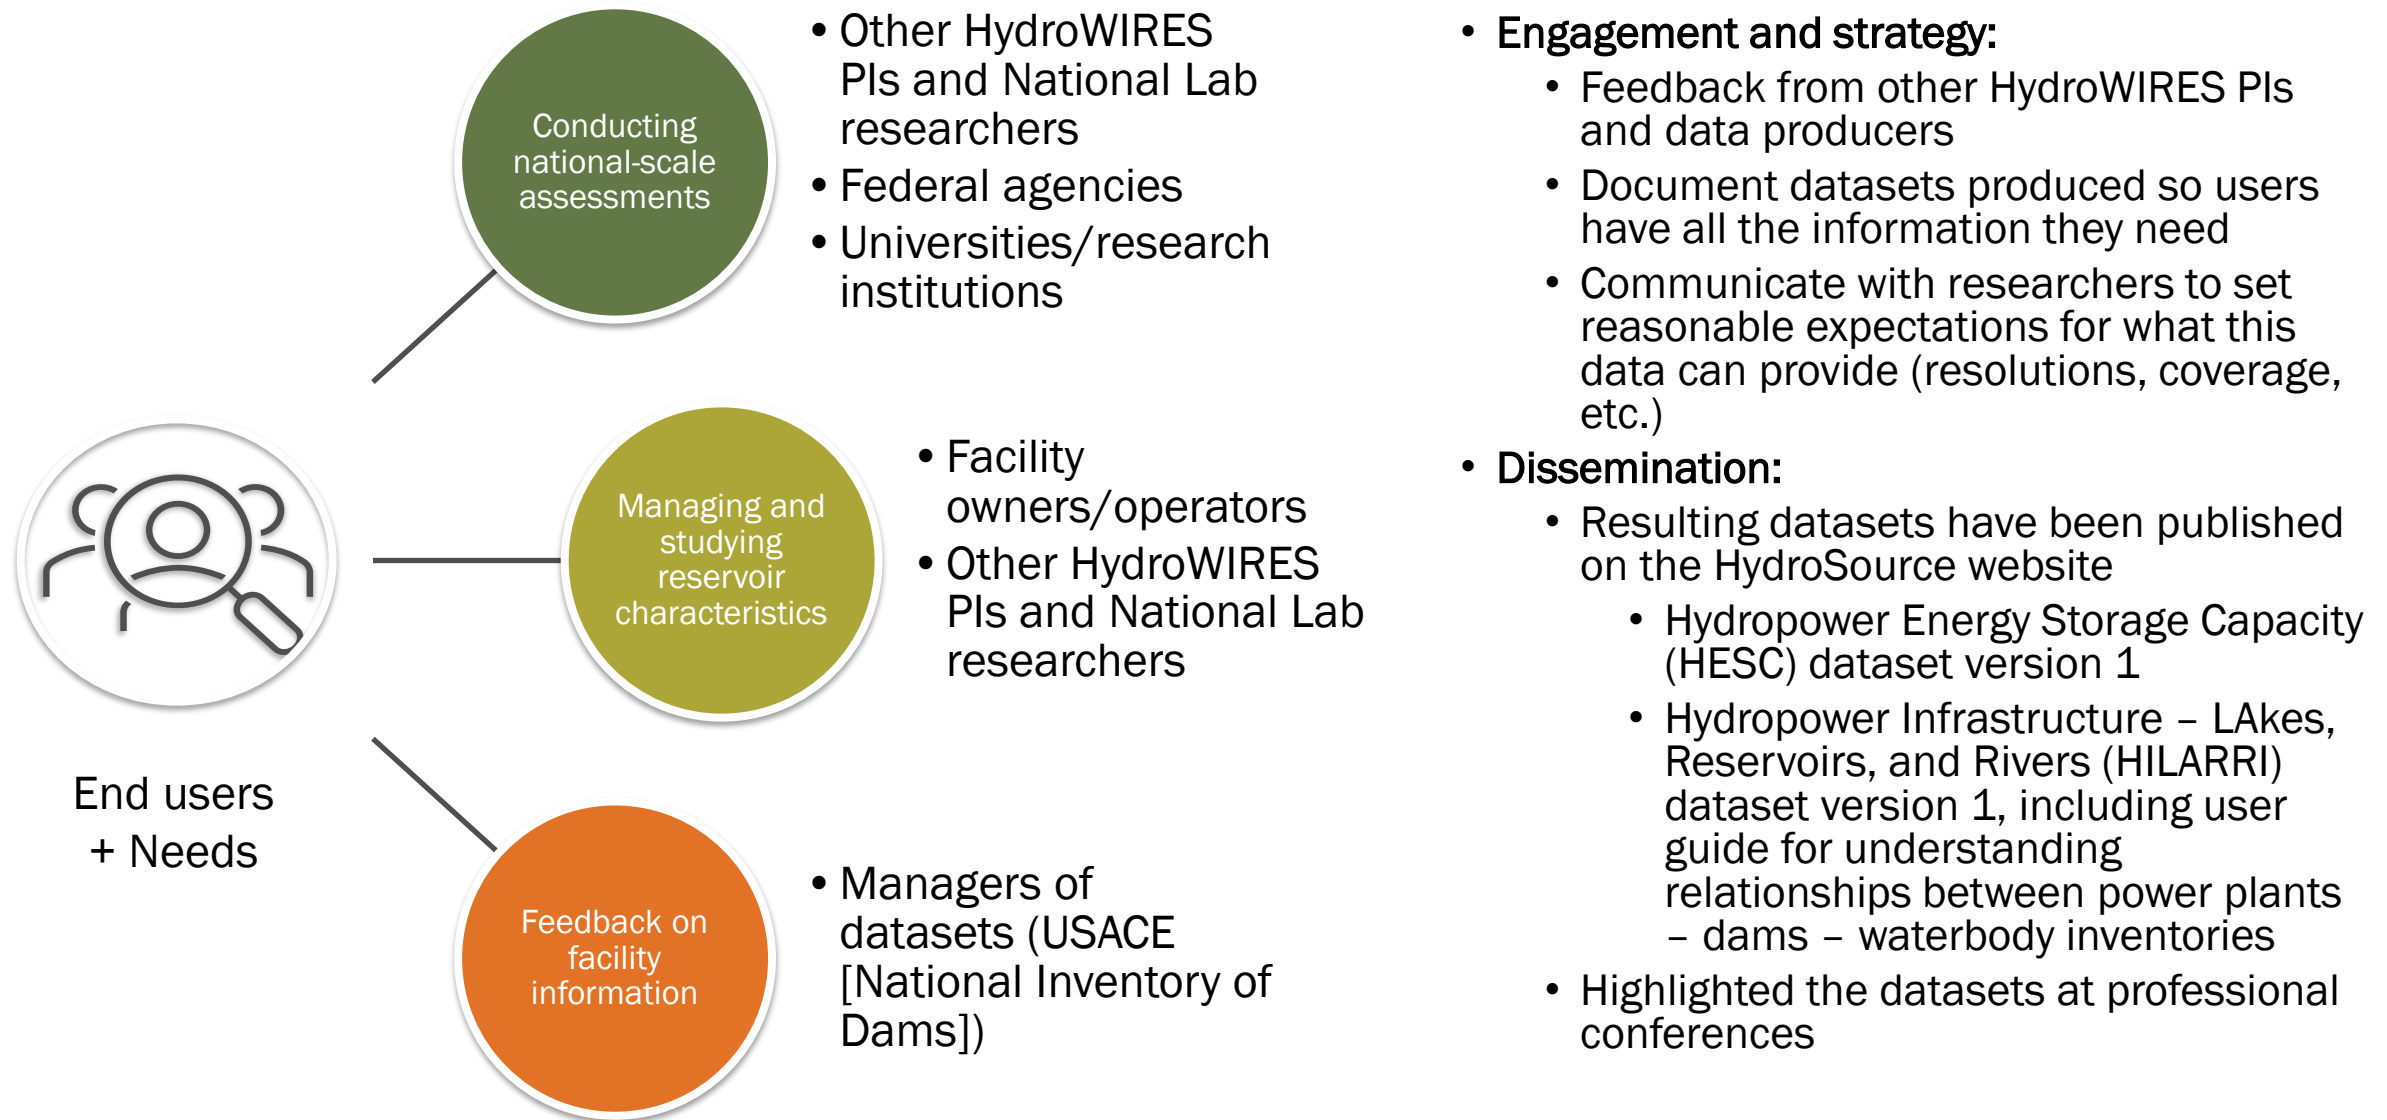 Conducting
national-scale
assessments
• Other HydroWIRES
PIs and National Lab
researchers
• Federal agencies
• Universities/research
institutions
End users
+ Needs
Managing and
studying
reservoir
characteristics
• Facility
owners/operators
• Other HydroWIRES
PIs and National Lab
researchers
Feedback on
facility
information
• Managers of
datasets (USACE
[National Inventory of
Dams])
• Engagement and strategy:
• Feedback from other HydroWIRES PIs
and data producers
• Document datasets produced so users
have all the information they need
• Communicate with researchers to set
reasonable expectations for what this
data can provide (resolutions, coverage,
etc.)
• Dissemination:
• Resulting datasets have been published
on the HydroSource website
• Hydropower Energy Storage Capacity
(HESC) dataset version 1
• Hydropower Infrastructure – LAkes,
Reservoirs, and Rivers (HILARRI)
dataset version 1, including user
guide for understanding
relationships between power plants
– dams – waterbody inventories
• Highlighted the datasets at professional
conferences